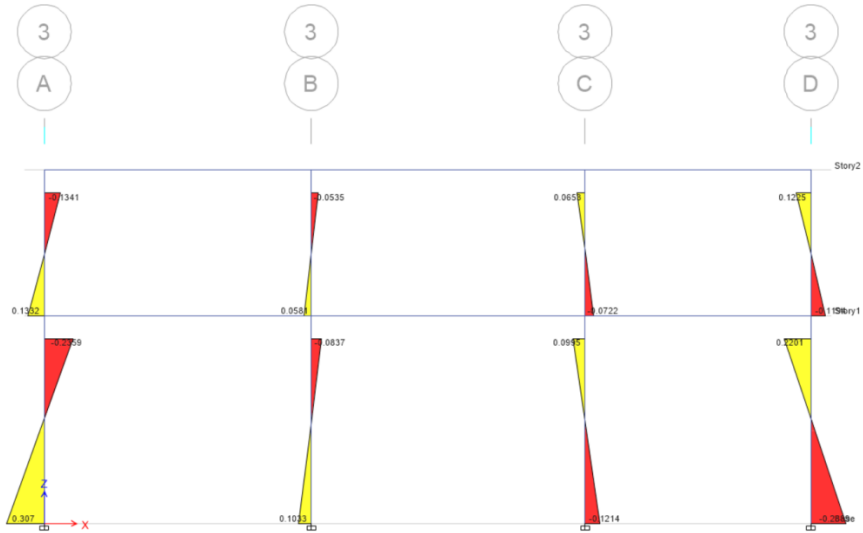 3 3 3 3
A B C D
Story2
-0.1341 -0.0535 0.0653 0.1225
0.1332 0.0581 -0.0722
Story1
-0.2359 -0.0837 0.0995 0.2201
Z
0.307 0.1033 -0.1214
X